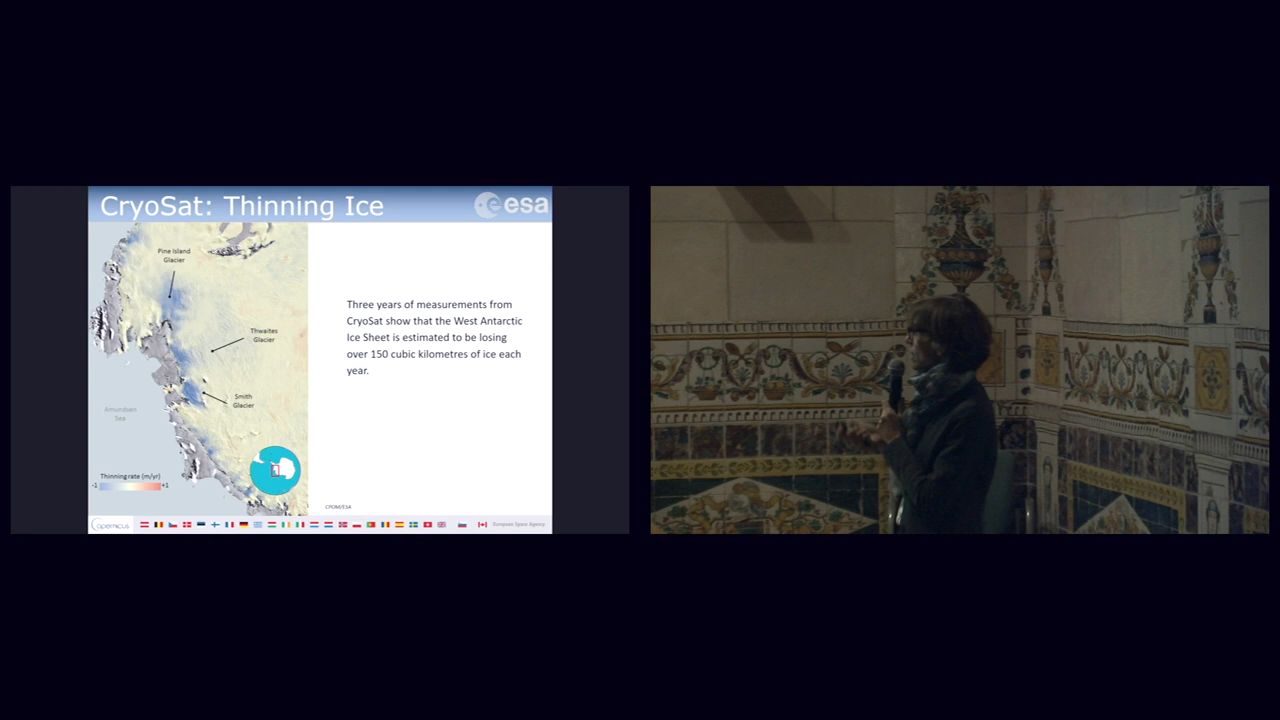 CryoSat: Thinning Ice
esa
Pine Island
Glacier
Thwaites
Glacier
Smith
Glacier
Amundsen
Sea
Thinning rate (m/yr)
-1
+1
Three years of measurements from
CryoSat show that the West Antarctic
Ice Sheet is estimated to be losing
over 150 cubic kilometres of ice each
year.
CPOM/ESA
opernicus
European Space Agency